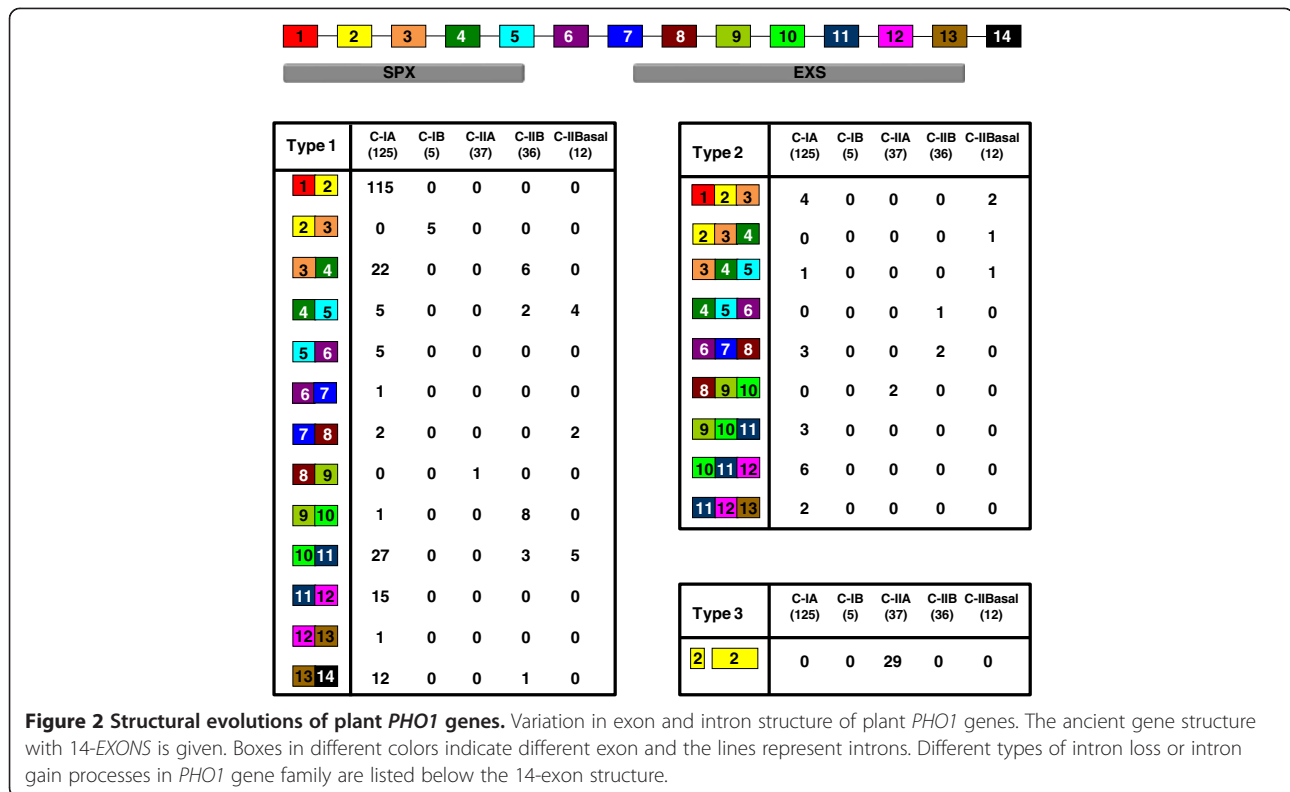 1 2 3 4 5 6 7 8 9 10 11 12 13 14
SPX EXS
Type 1 C-IA (125) C-IB (5) C-IIA (37) C-IIB (36) C-IIBasal (12)
1 2 115 0 0 0 0
2 3 0 5 0 0 0
3 4 22 0 0 6 0
4 5 5 0 0 2 4
5 6 5 0 0 0 0
6 7 1 0 0 0 0
7 8 2 0 0 0 2
8 9 0 0 1 0 0
9 10 1 0 0 8 0
10 11 27 0 0 3 5
11 12 15 0 0 0 0
12 13 1 0 0 0 0
13 14 12 0 0 1 0
Type 2 C-IA (125) C-IB (5) C-IIA (37) C-IIB (36) C-IIBasal (12)
1 2 3 4 0 0 0 2
2 3 4 0 0 0 0 1
3 4 5 1 0 0 0 1
4 5 6 0 0 0 1 0
6 7 8 3 0 0 2 0
8 9 10 0 0 2 0 0
9 10 11 3 0 0 0 0
10 11 12 6 0 0 0 0
11 12 13 2 0 0 0 0
Type 3 C-IA (125) C-IB (5) C-IIA (37) C-IIB (36) C-IIBasal (12)
2 2 0 0 29 0 0
Figure 2 Structural evolutions of plant PHO1 genes. Variation in exon and intron structure of plant PHO1 genes. The ancient gene structure
with 14-EXONS is given. Boxes in different colors indicate different exon and the lines represent introns. Different types of intron loss or intron
gain processes in PHO1 gene family are listed below the 14-exon structure.